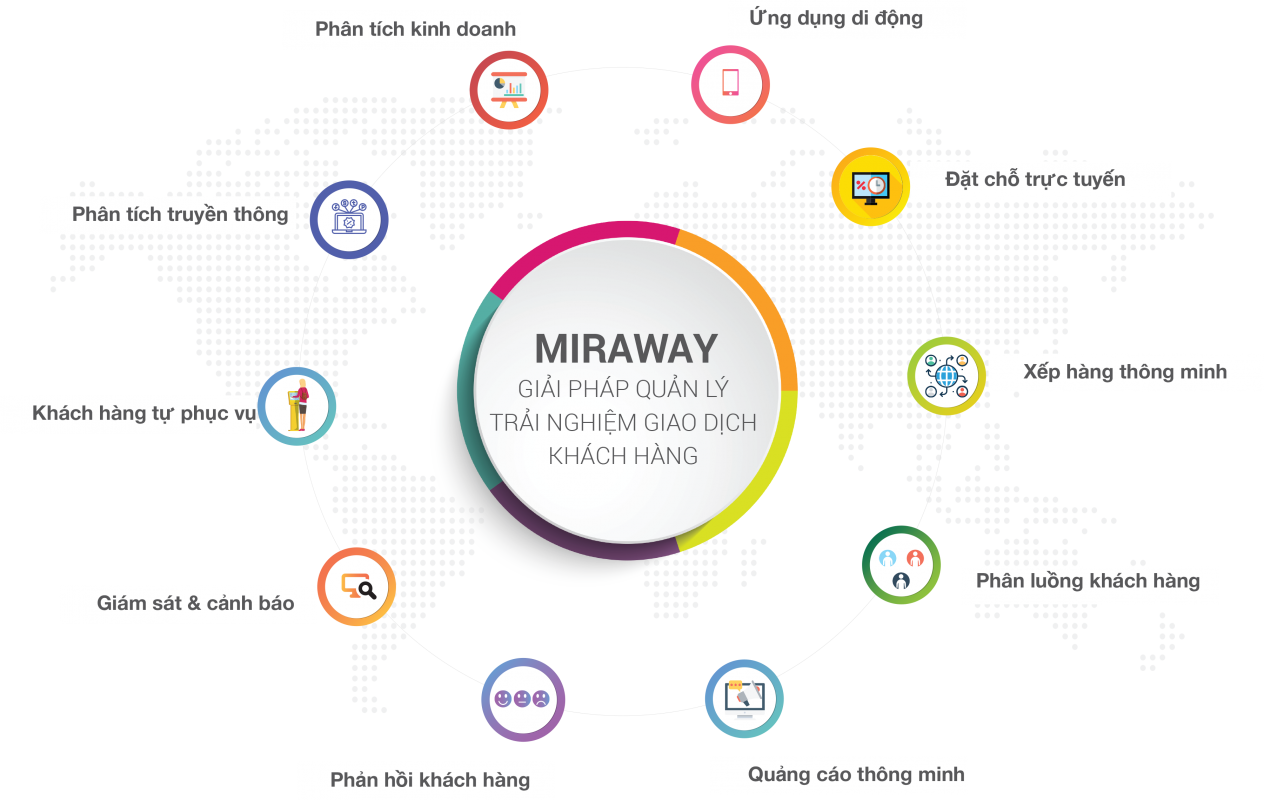 Phân tích kinh doanh
Ứng dụng di động
Đặt chỗ trực tuyến
Phân tích truyền thông
MIRAWAY
GIẢI PHÁP QUẢN LÝ
TRẢI NGHIỆM GIAO DỊCH
KHÁCH HÀNG
Xếp hàng thông minh
Khách hàng tự phục vụ
Phân luồng khách hàng
Giám sát & cảnh báo
Phản hồi khách hàng
Quảng cáo thông minh